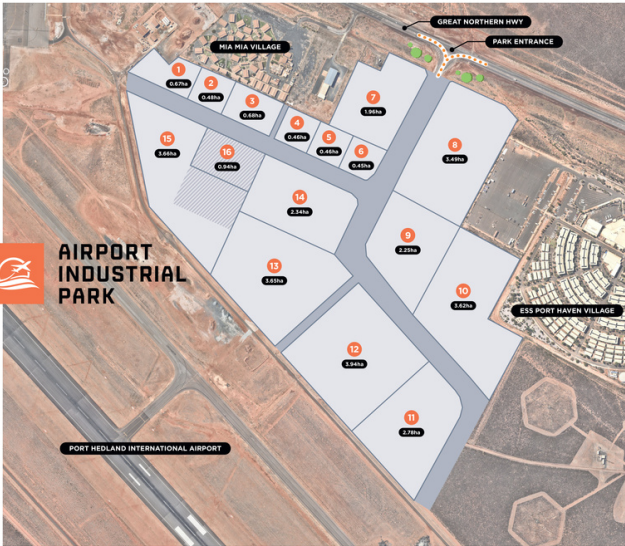 GREAT NORTHERN HWY
PARK ENTRANCE
MIA MIA VILLAGE
1
0.67ha
2
0.48ha
3
0.68ha
4
0.46ha
5
0.46ha
6
0.45ha
7
1.96ha
8
3.49ha
15
3.66ha
16
0.94ha
14
2.34ha
9
2.25ha
13
3.65ha
10
3.62ha
AIRPORT
INDUSTRIAL
PARK
ESS PORT HAVEN VILLAGE
12
3.94ha
11
2.78ha
PORT HEDLAND INTERNATIONAL AIRPORT